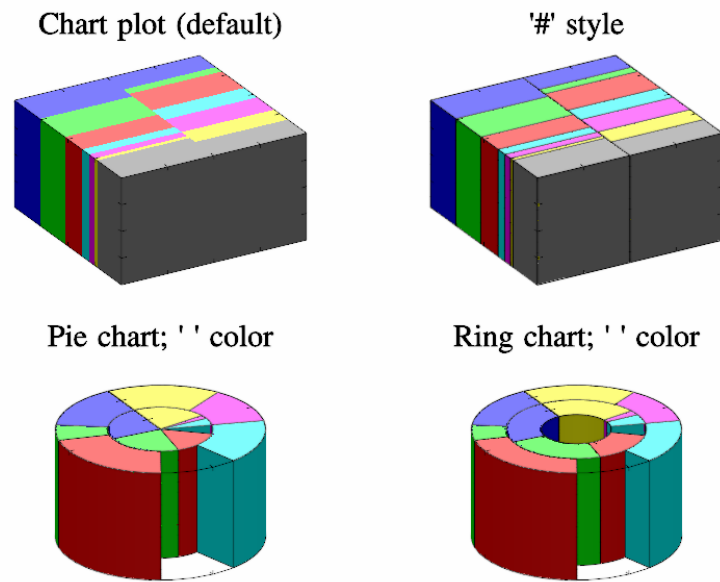 Chart plot (default)
'#' style
Pie chart; ' ' color
Ring chart; ' ' color